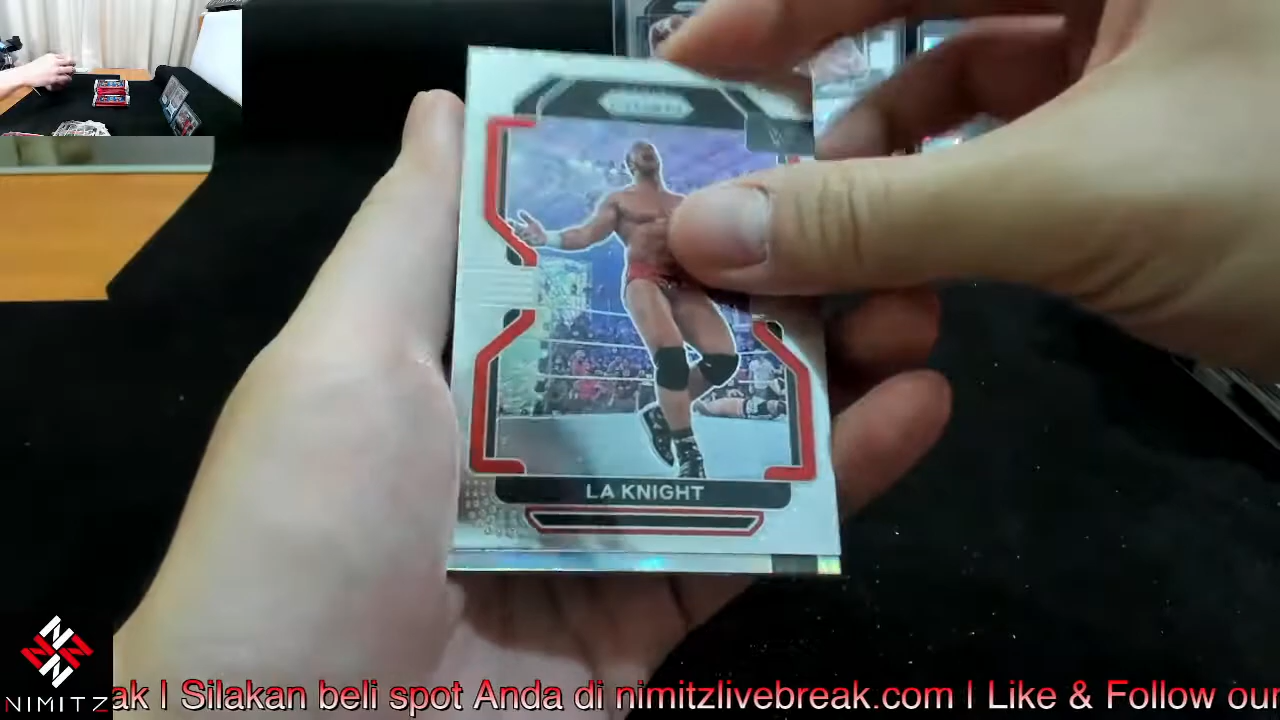 LA KNIGHT
NIMITZ
ak I Silakan beli spot Anda di nimitzlivebreak.com I Like & Follow our